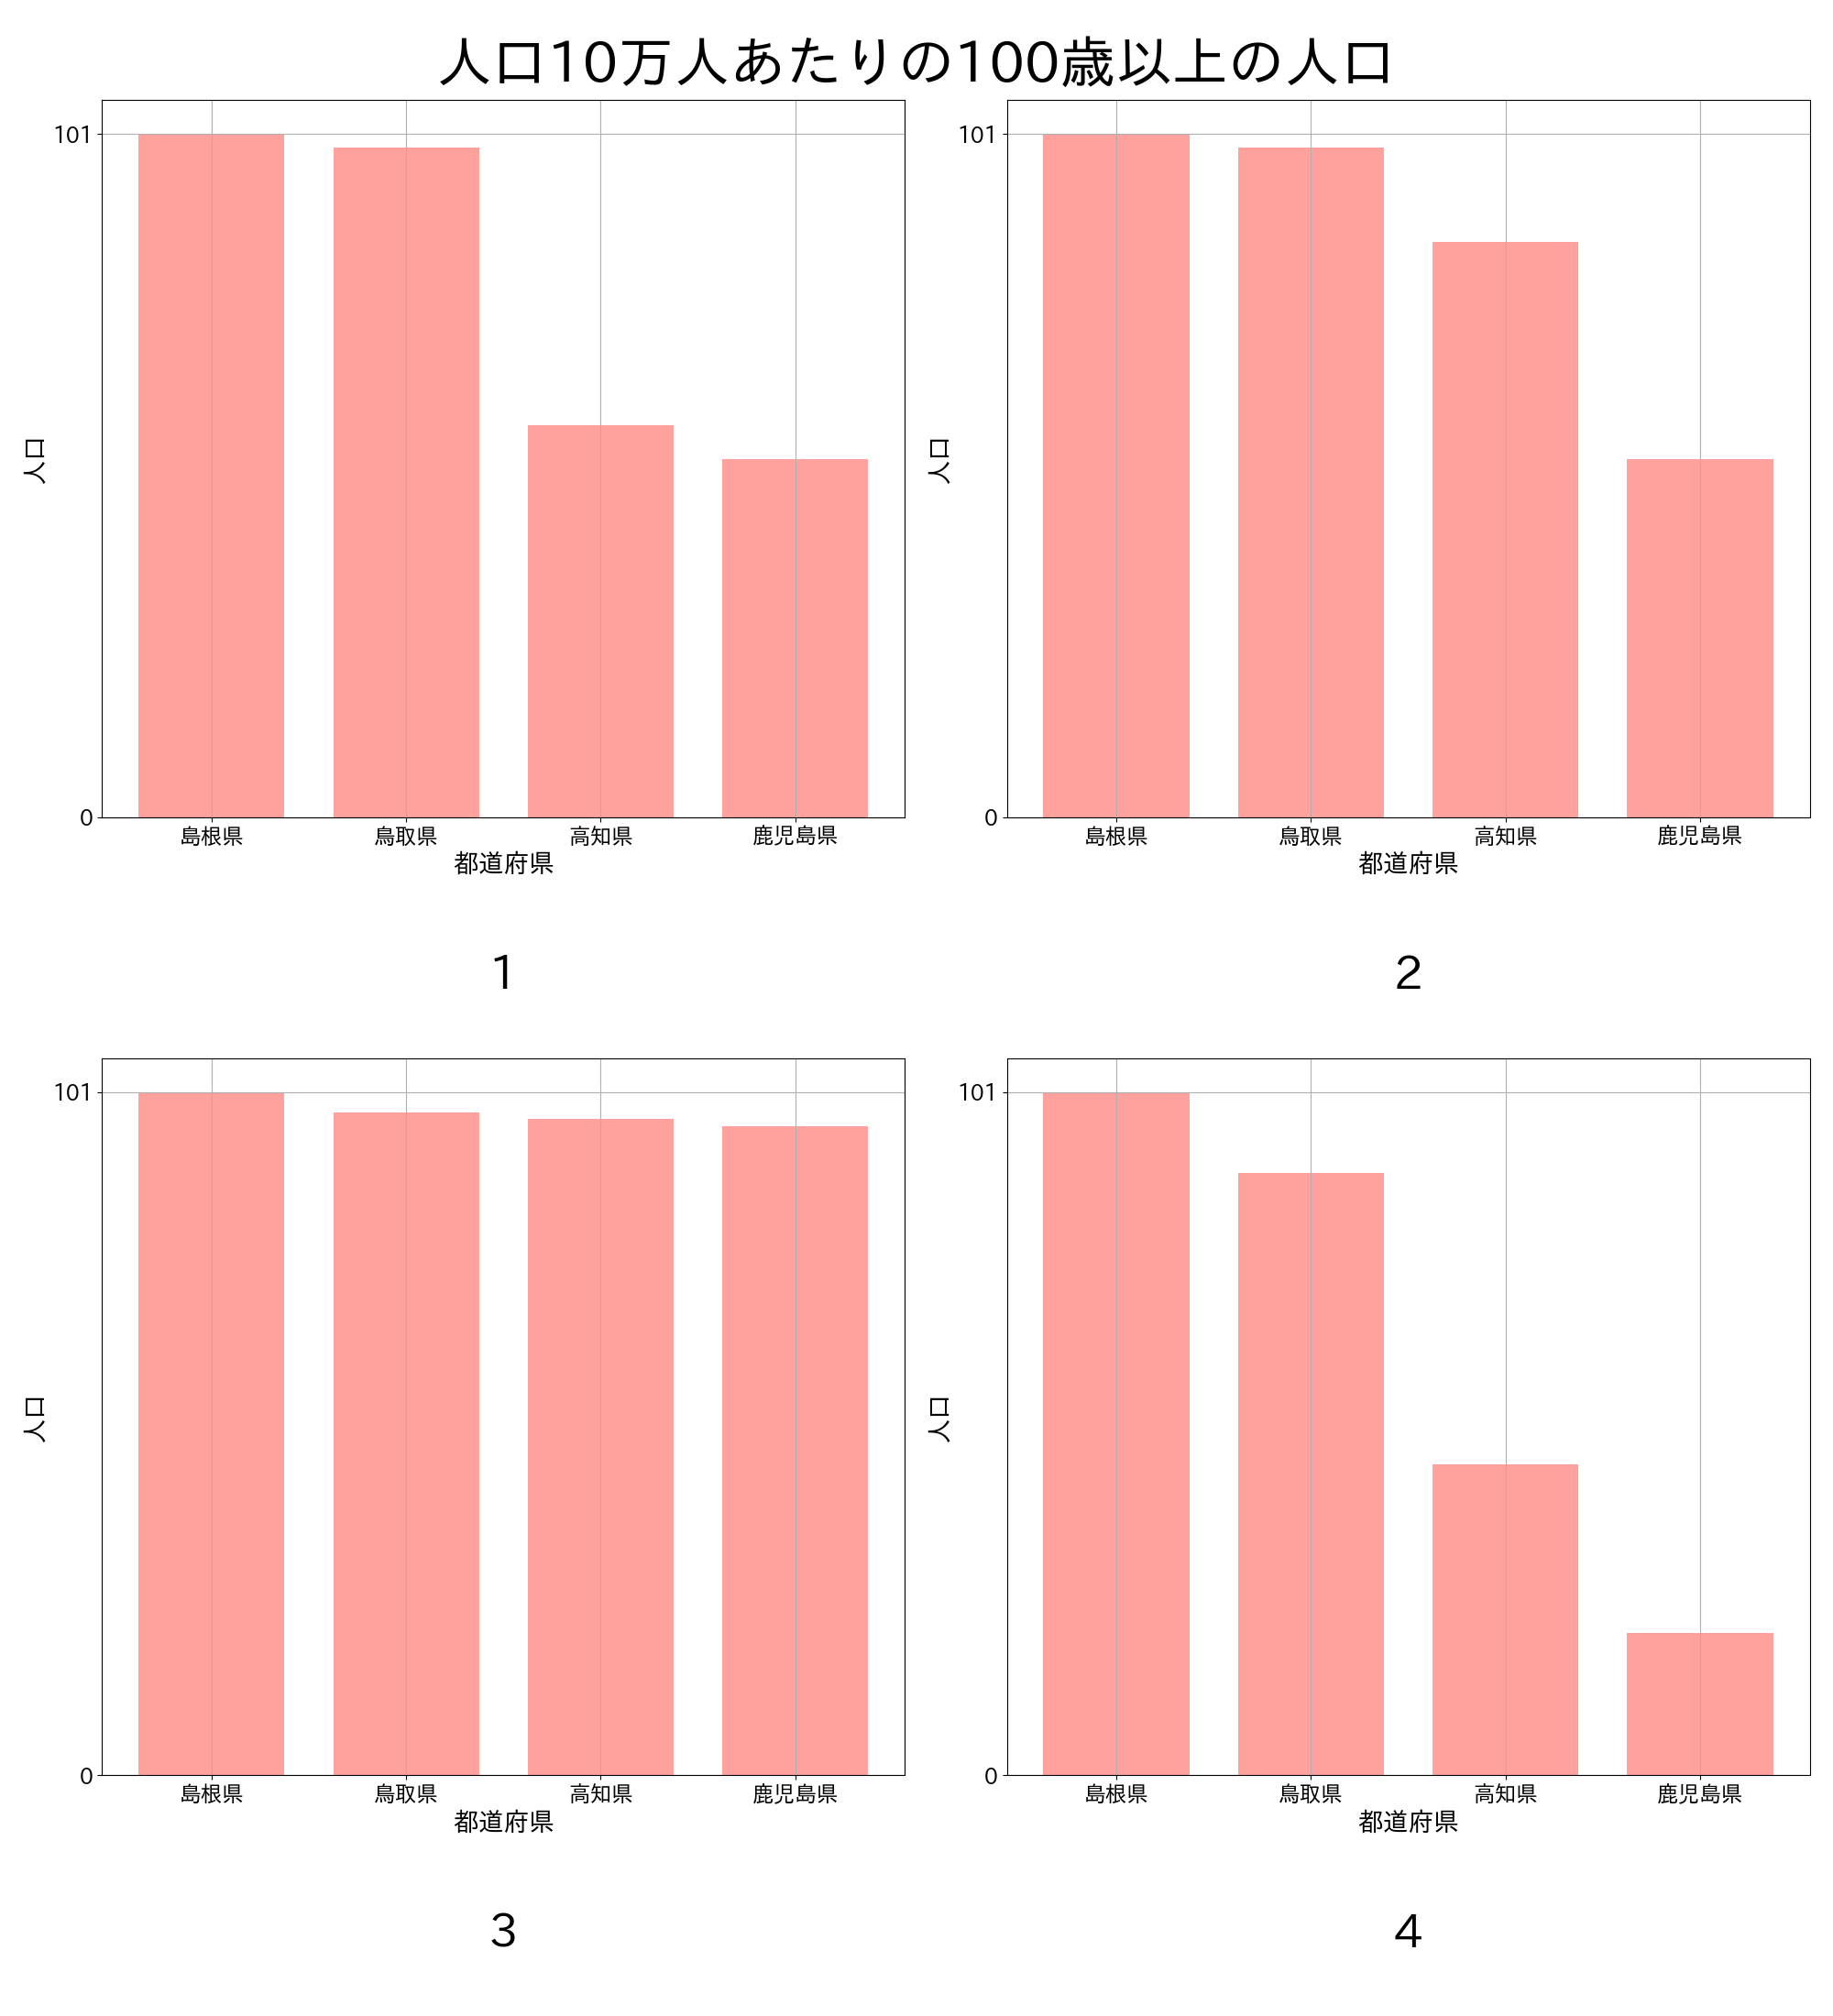 人口10万人あたりの100歳以上の人口
101
0
人口
島根県 鳥取県 高知県 鹿児島県
都道府県
1
101
0
人口
島根県 鳥取県 高知県 鹿児島県
都道府県
2
101
0
人口
島根県 鳥取県 高知県 鹿児島県
都道府県
3
101
0
人口
島根県 鳥取県 高知県 鹿児島県
都道府県
4